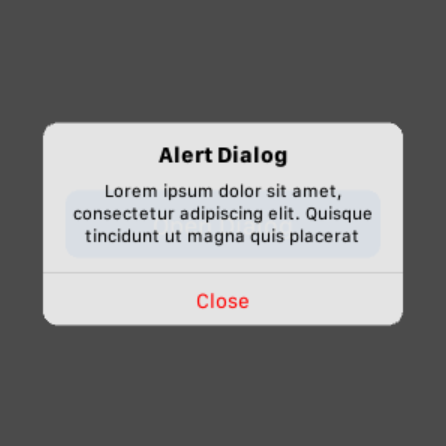 Alert Dialog
Lorem ipsum dolor sit amet,
consectetur adipiscing elit. Quisque
tincidunt ut magna quis placerat
Close